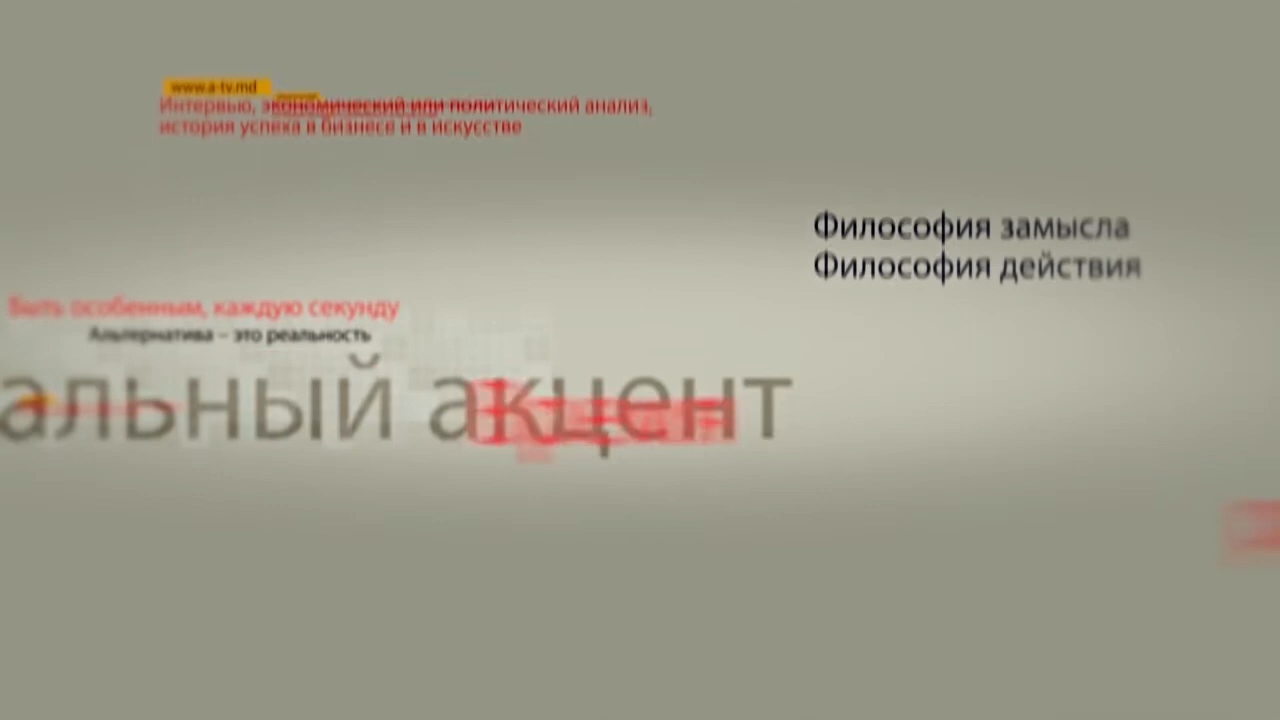 www.a-tv.md
Интервью, экономический или политический анализ,
история успеха в бизнесе и в искусстве
Философия замысла
Философия действия
Быть особенным, каждую секунду
Альтернатива – это реальность
альный акцент